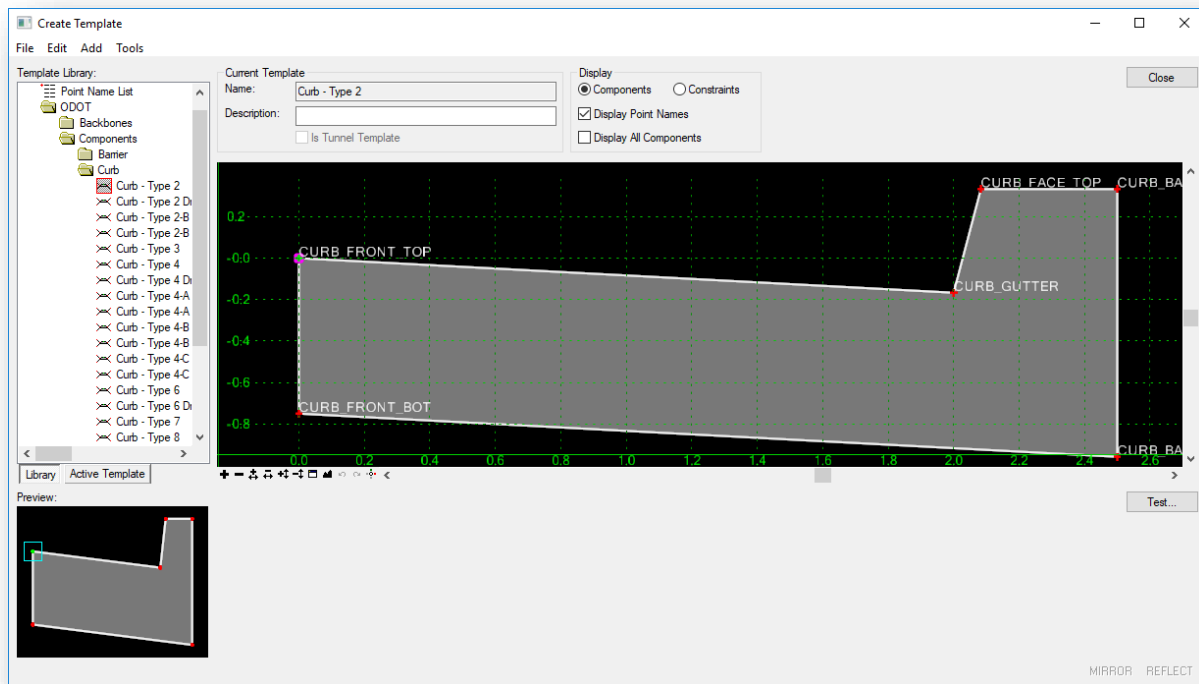 Create Template
File Edit Add Tools
Template Library:
Point Name List
ODOT
Backbones
Components
Barrier
Curb
Curb - Type 2
Curb - Type 2 Dr
Curb - Type 2-B
Curb - Type 2-B
Curb - Type 3
Curb - Type 4
Curb - Type 4 Dr
Curb - Type 4-A
Curb - Type 4-A
Curb - Type 4-B
Curb - Type 4-B
Curb - Type 4-C
Curb - Type 4-C
Curb - Type 6
Curb - Type 6 Dr
Curb - Type 7
Curb - Type 8
Library Active Template
Current Template
Name: Curb - Type 2
Description:
Is Tunnel Template
Display
Components Constraints
Display Point Names
Display All Components
Close
CURB_FACE_TOP CURB_BA
0.2
CURB_FRONT_TOP
-0.0
CURB_GUTTER
-0.2
-0.4
-0.6
CURB_FRONT_BOT
-0.8
CURB_BA
0.0 0.2 0.4 0.6 0.8 1.0 1.2 1.4 1.6 1.8 2.0 2.2 2.4 2.6
Test...
Preview:
MIRROR REFLECT